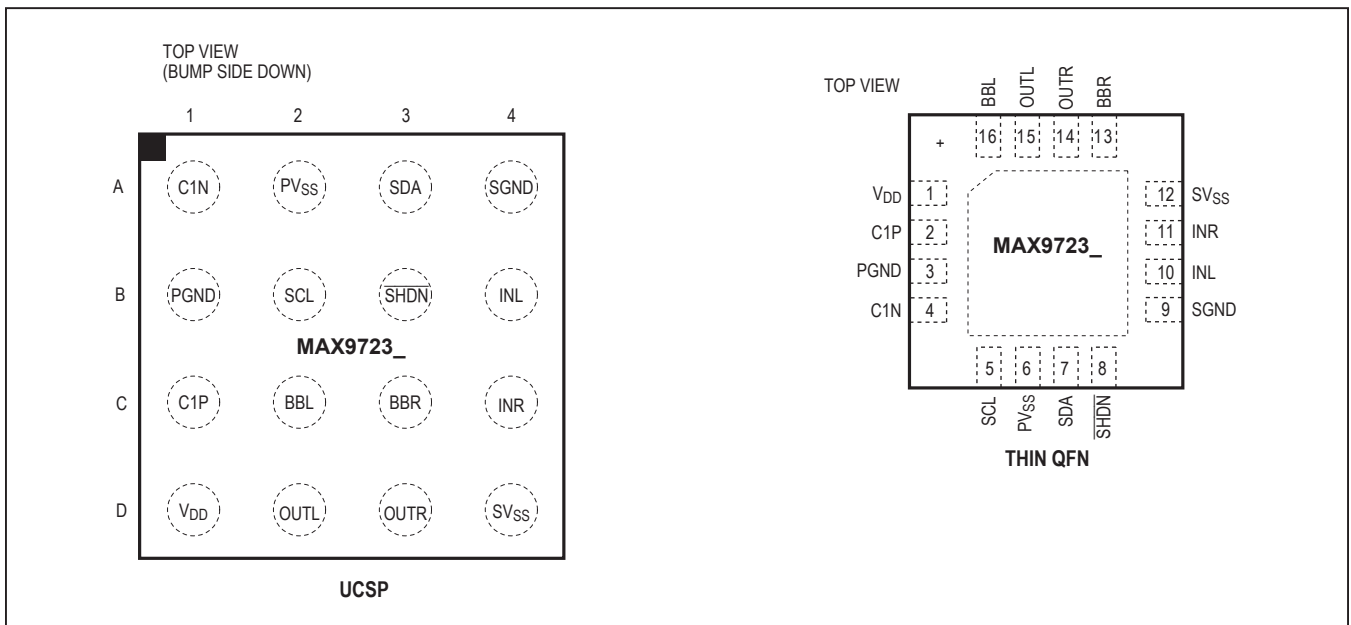 TOP VIEW
(BUMP SIDE DOWN)
1 2 3 4
A C1N PVSS SDA SGND
B PGND SCL SHDN INL
MAX9723_
C C1P BBL BBR INR
D VDD OUTL OUTR SVSS
UCSP
TOP VIEW
BBL OUTL OUTR BBR
+ 16 15 14 13
VDD 1 12 SVSS
C1P 2 11 INR
MAX9723_
PGND 3 10 INL
C1N 4 9 SGND
5 6 7 8
SCL PVSS SDA SHDN
THIN QFN